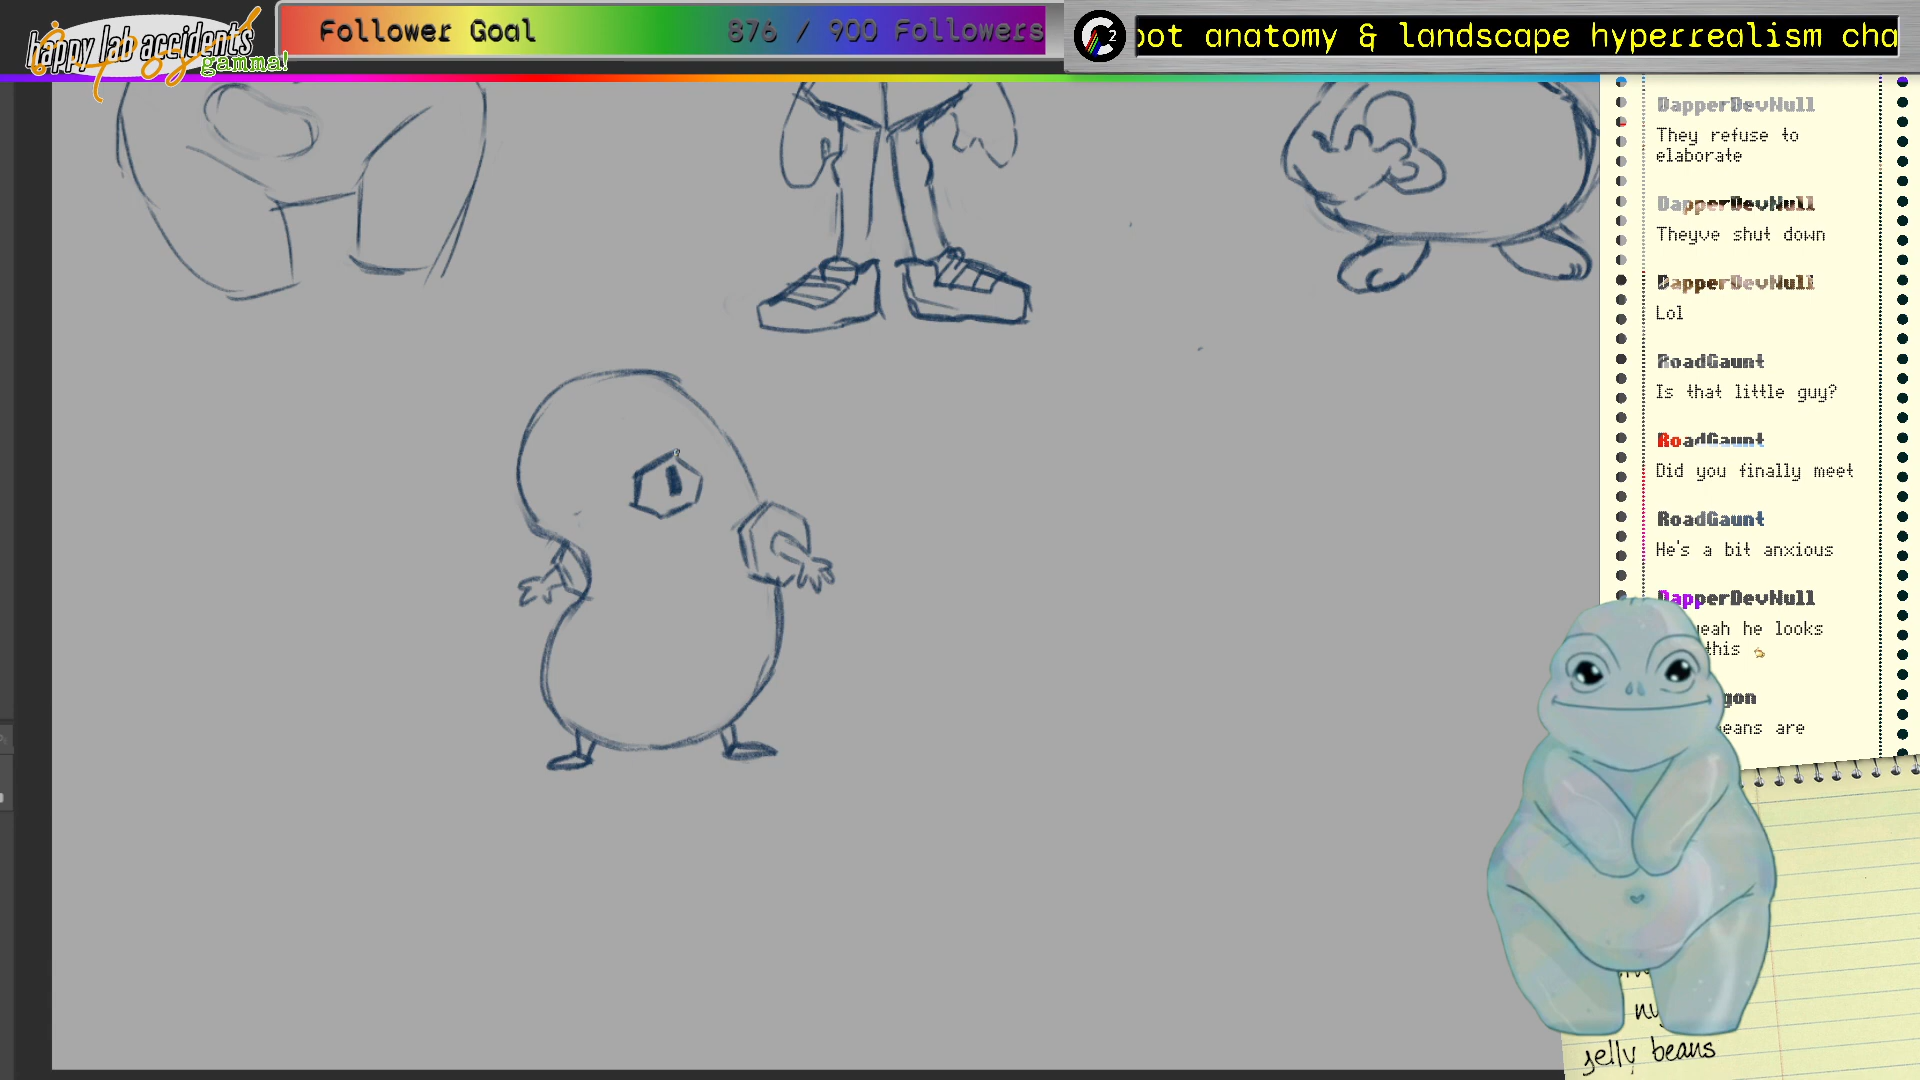 happy lab accidents
gamma!
Follower Goal
876 / 900 Followers
C2
oot anatomy & landscape hyperrealism cha
DapperDevNull
They refuse to
elaborate
DapperDevNull
Theyve shut down
DapperDevNull
Lol
RoadGaunt
Is that little guy?
RoadGaunt
Did you finally meet
RoadGaunt
He's a bit anxious
DapperDevNull
yeah he looks
this
gon
eans are
jelly beans